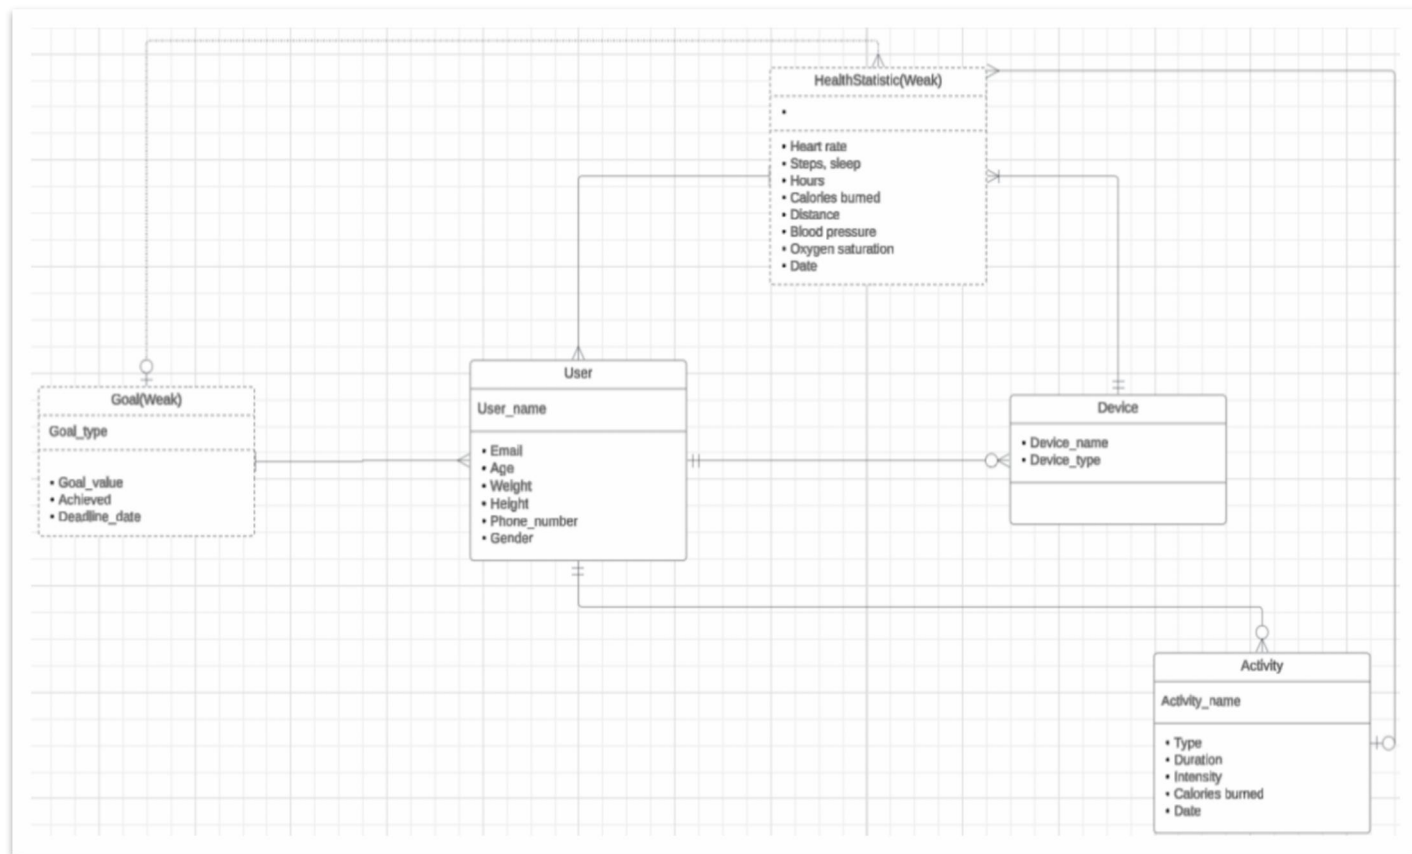 HealthStatistic(Weak)
•
• Heart rate
• Steps, sleep
• Hours
• Calories burned
• Distance
• Blood pressure
• Oxygen saturation
• Date
Goal(Weak)
Goal_type
• Goal_value
• Achieved
• Deadline_date
User
User_name
• Email
• Age
• Weight
• Height
• Phone_number
• Gender
Device
• Device_name
• Device_type
Activity
Activity_name
• Type
• Duration
• Intensity
• Calories burned
• Date